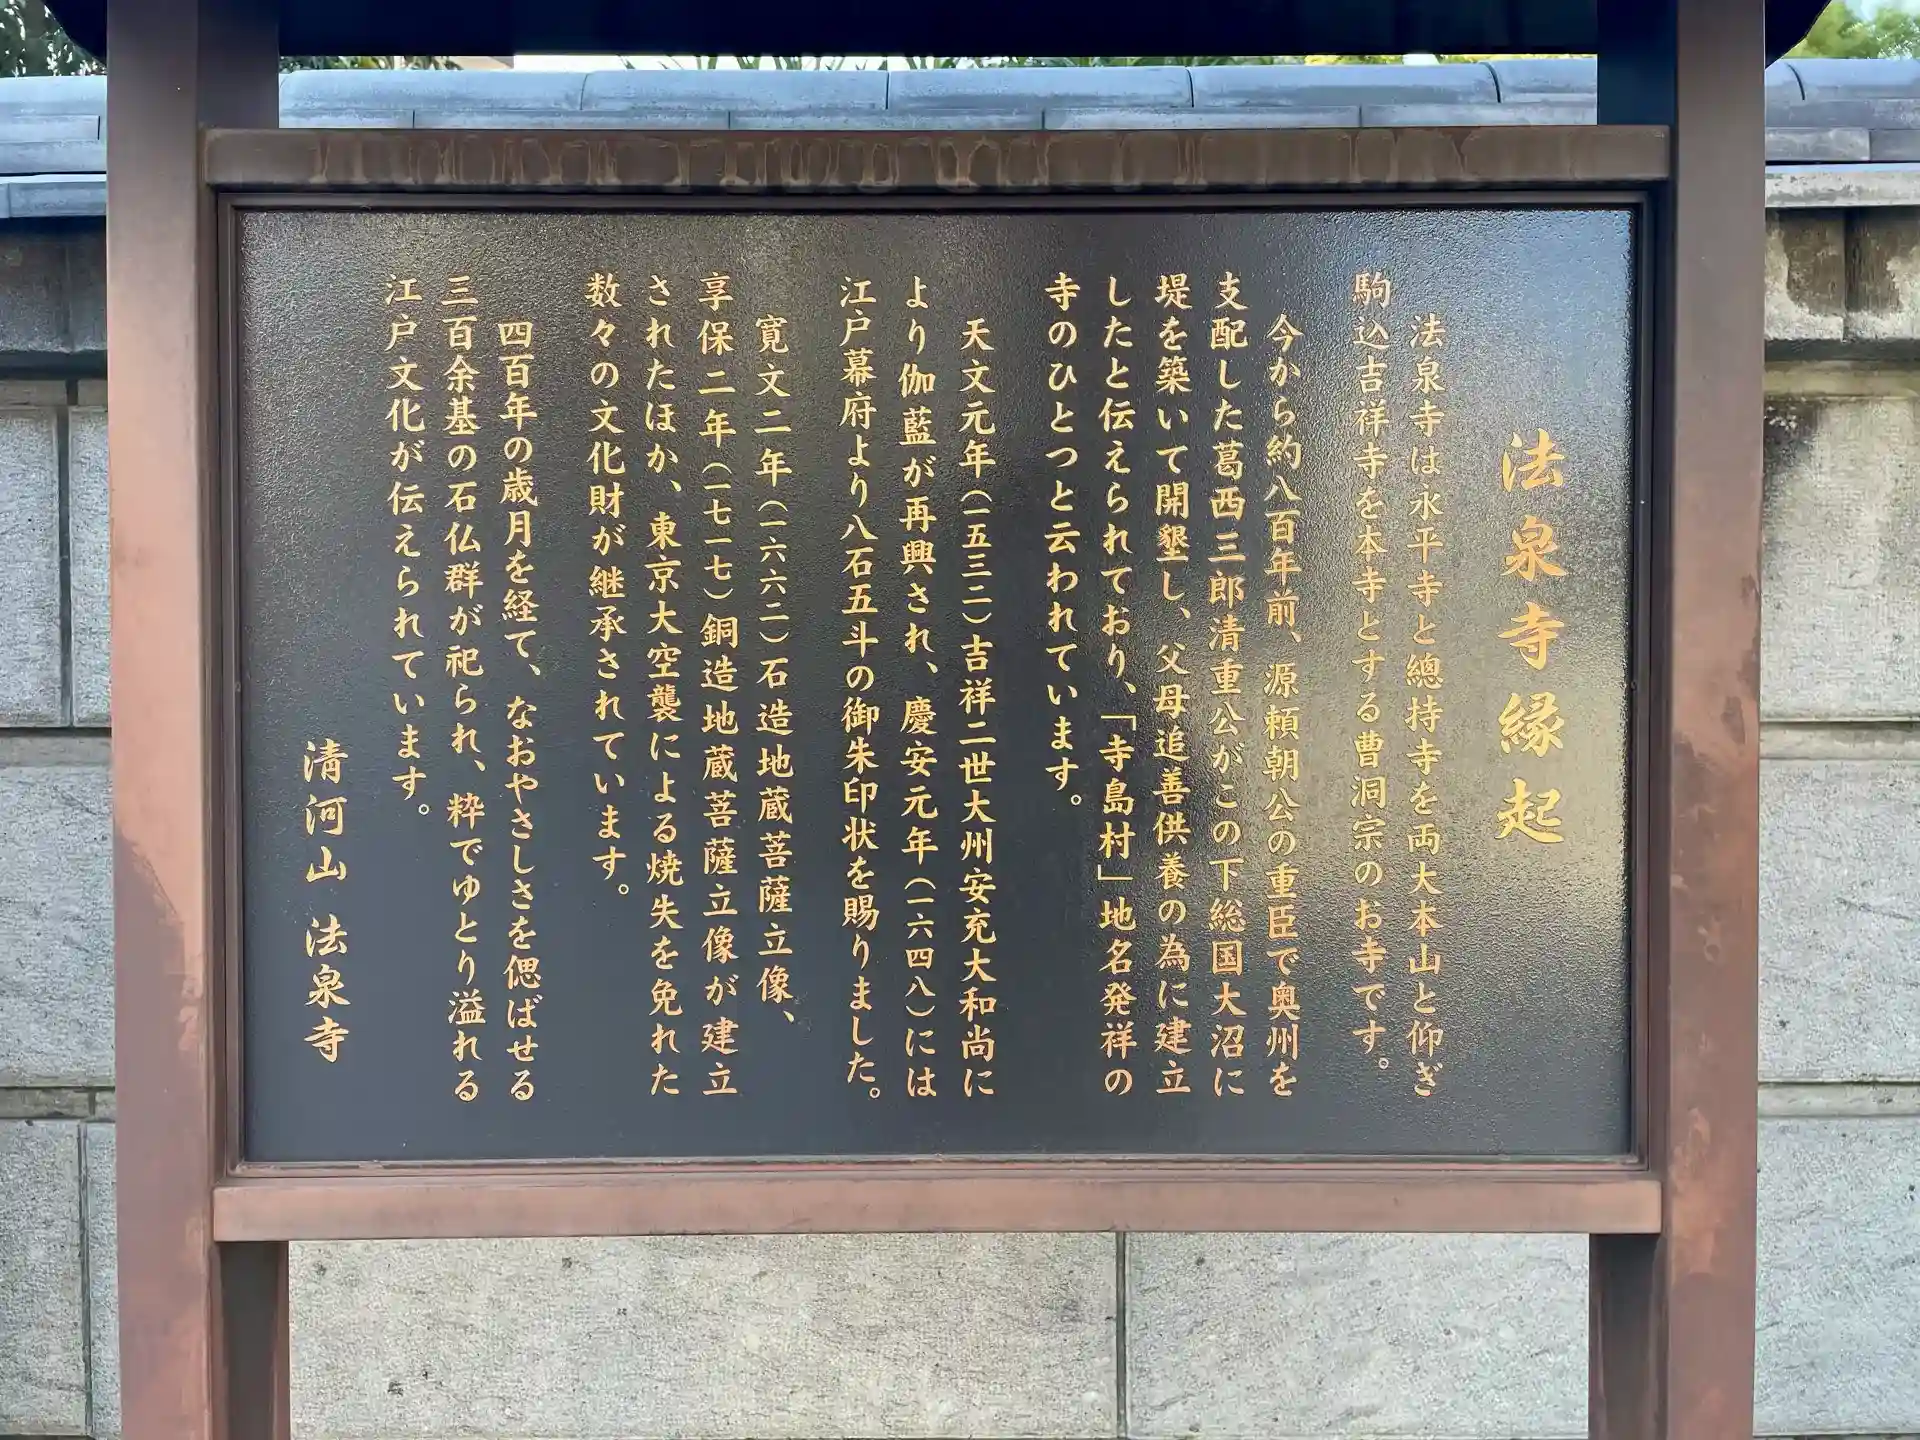 法泉寺縁起
法泉寺は永平寺と總持寺を両大本山と仰ぎ
駒込吉祥寺を本寺とする曹洞宗のお寺です。
今から約八百年前、源頼朝公の重臣で奥州を
支配した葛西三郎清重公がこの下総国大沼に
堤を築いて開墾し、父母追善供養の為に建立
したと伝えられており、「寺島村」地名発祥の
寺のひとつと云われています。
天文元年(一五三二)吉祥二世大州安充大和尚に
より伽藍が再興され、慶安元年(一六四八)には
江戸幕府より八石五斗の御朱印状を賜りました。
寛文二年(一六六二)石造地蔵菩薩立像、
享保二年(一七一七)銅造地蔵菩薩立像が建立
されたほか、東京大空襲による焼失を免れた
数々の文化財が継承されています。
四百年の歳月を経て、なおやさしさを偲ばせる
三百余基の石仏群が祀られ、粋でゆとり溢れる
江戸文化が伝えられています。
清河山 法泉寺